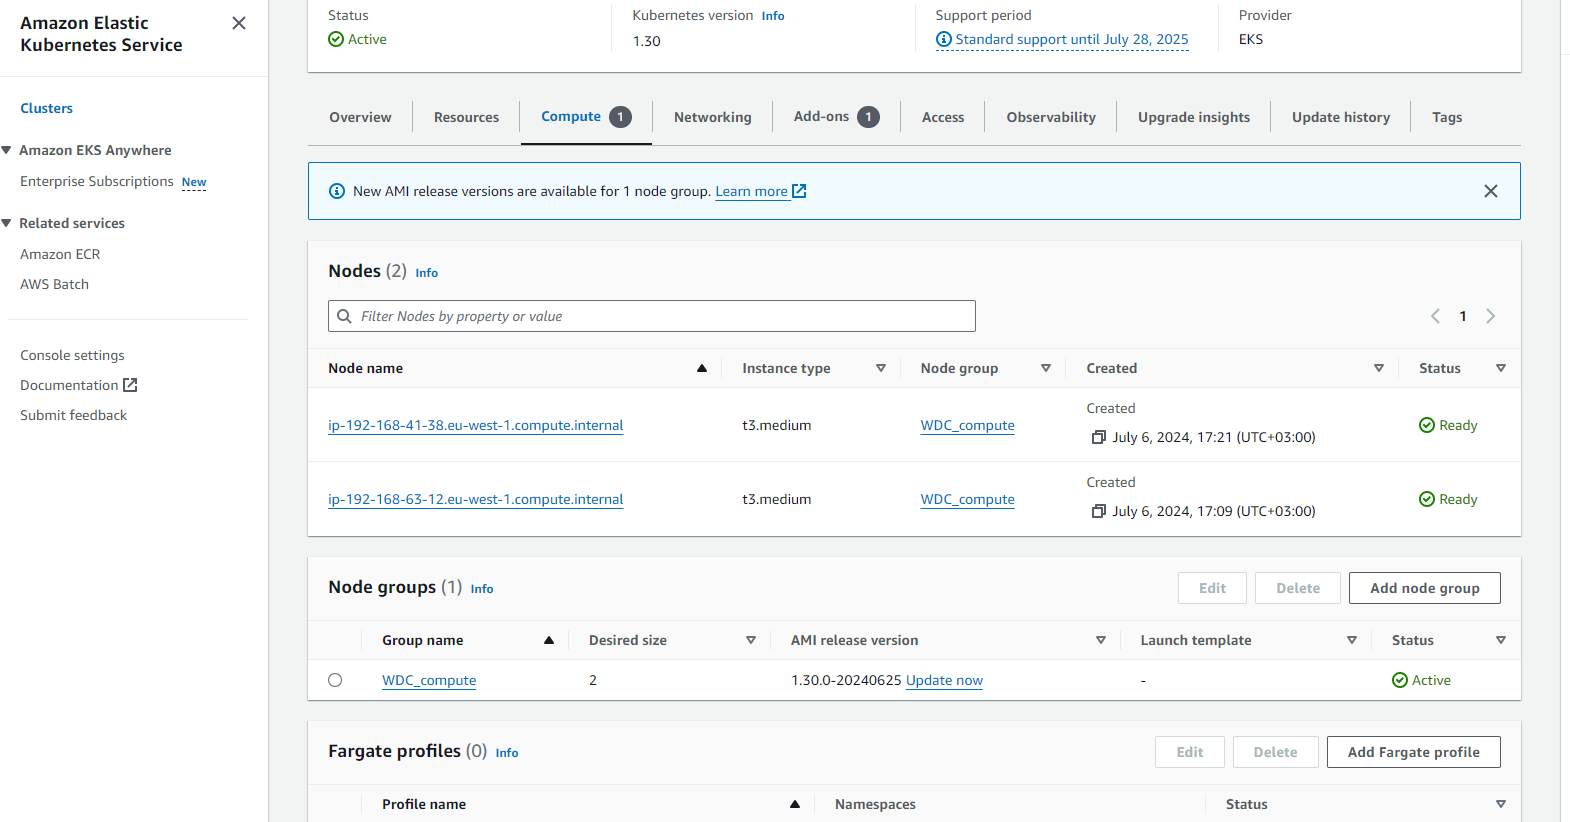 Amazon Elastic
Kubernetes Service
Clusters
Amazon EKS Anywhere
Enterprise Subscriptions New
Related services
Amazon ECR
AWS Batch
Console settings
Documentation
Submit feedback
Status
Active
Kubernetes version Info
1.30
Support period
Standard support until July 28, 2025
Provider
EKS
Overview Resources Compute 1 Networking Add-ons 1 Access Observability Upgrade insights Update history Tags
New AMI release versions are available for 1 node group. Learn more
Nodes (2) Info
Filter Nodes by property or value
1
Node name Instance type Node group Created Status
Created
ip-192-168-41-38.eu-west-1.compute.internal t3.medium WDC_compute July 6, 2024, 17:21 (UTC+03:00) Ready
Created
ip-192-168-63-12.eu-west-1.compute.internal t3.medium WDC_compute July 6, 2024, 17:09 (UTC+03:00) Ready
Node groups (1) Info Edit Delete Add node group
Group name Desired size AMI release version Launch template Status
WDC_compute 2 1.30.0-20240625 Update now - Active
Fargate profiles (0) Info Edit Delete Add Fargate profile
Profile name Namespaces Status